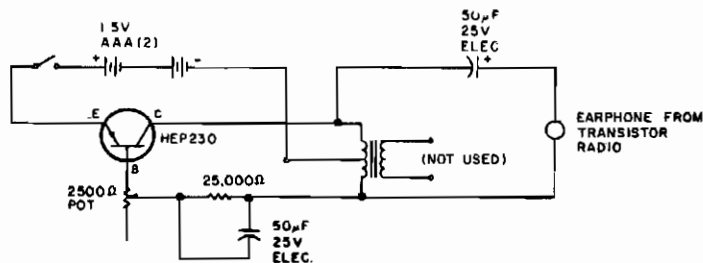 1.5V
AAA(2)
+
-
50µF
25V
ELEC
+
E
C
HEP230
B
EARPHONE FROM
TRANSISTOR
RADIO
(NOT USED)
2500Ω
POT
25,000Ω
50µF
25V
ELEC.